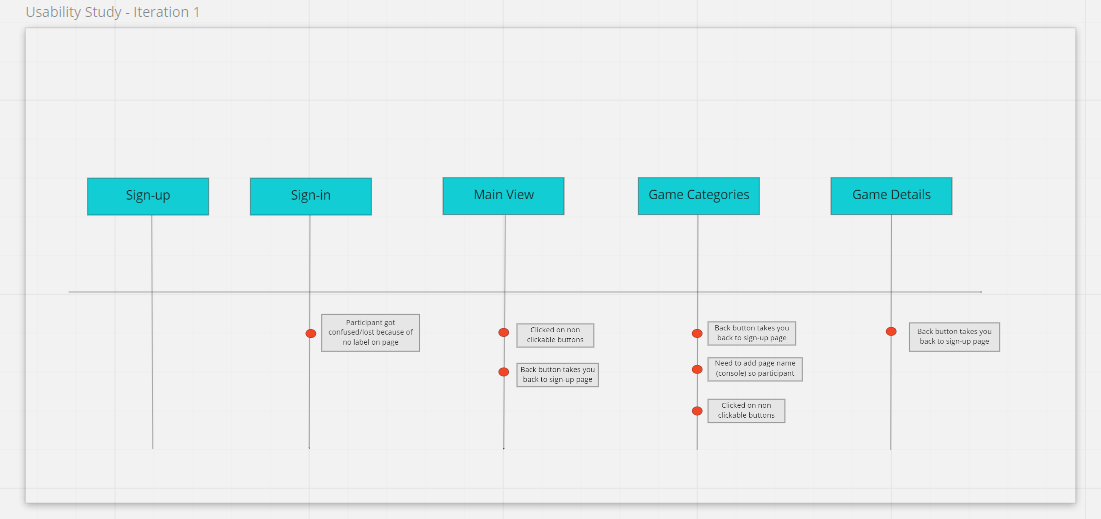 Usability Study - Iteration 1
Sign-up
Sign-in
Main View
Game Categories
Game Details
Participant got
confused/lost because of
no label on page
Clicked on non
clickable buttons
Back button takes you
back to sign-up page
Back button takes you
back to sign-up page
Need to add page name
(console) so participant
Clicked on non
clickable buttons
Back button takes you
back to sign-up page